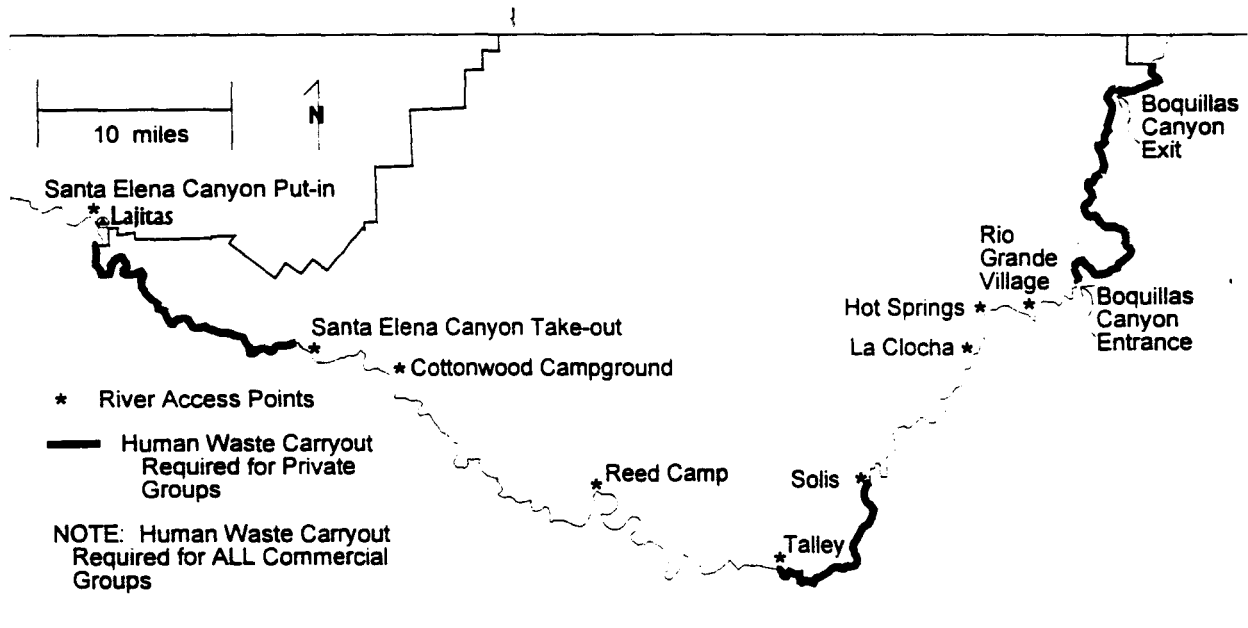 10 miles
N
Santa Elena Canyon Put-in
Lajitas
Boquillas
Canyon
Exit
Rio
Grande
Village
Hot Springs
Boquillas
Canyon
Entrance
La Clocha
Santa Elena Canyon Take-out
Cottonwood Campground
* River Access Points
Human Waste Carryout
Required for Private
Groups
Reed Camp
Solis
NOTE: Human Waste Carryout
Required for ALL Commercial
Groups
Talley